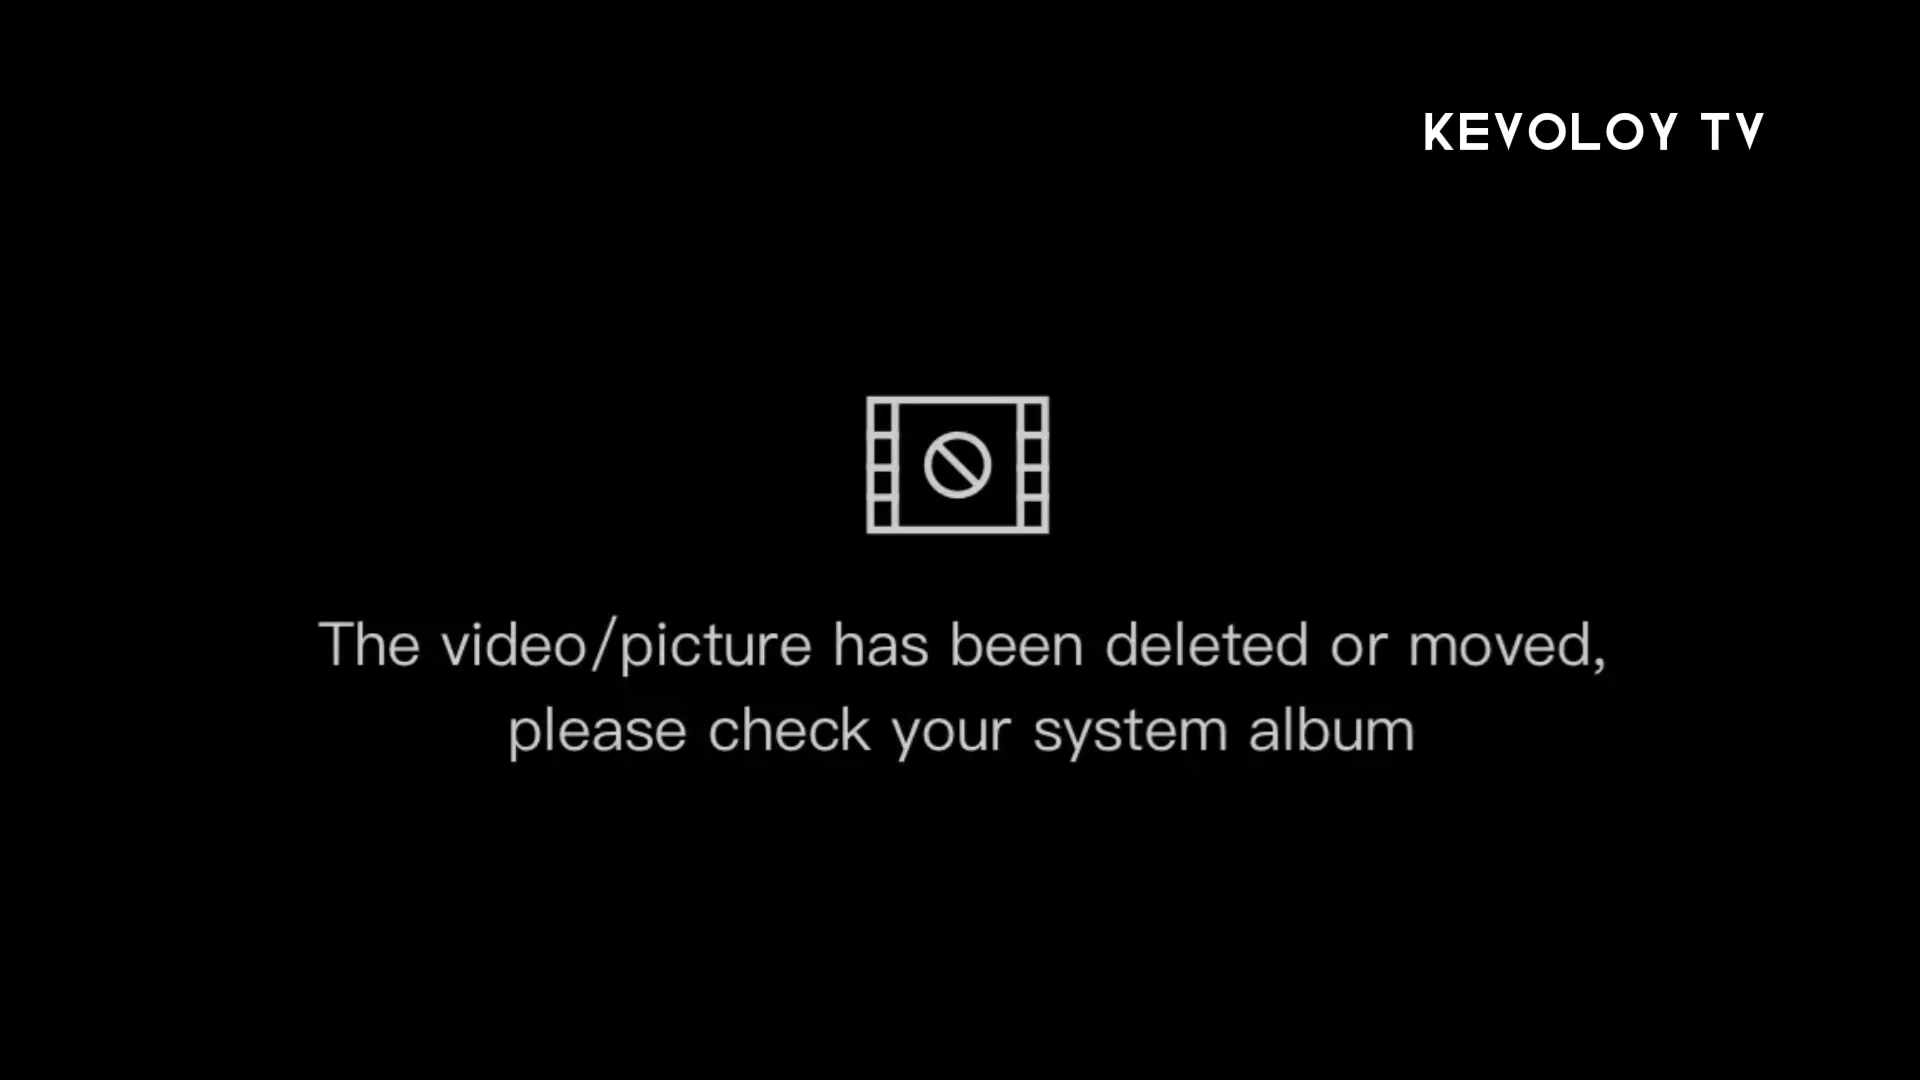 KEVOLOY TV
The video/picture has been deleted or moved,
please check your system album